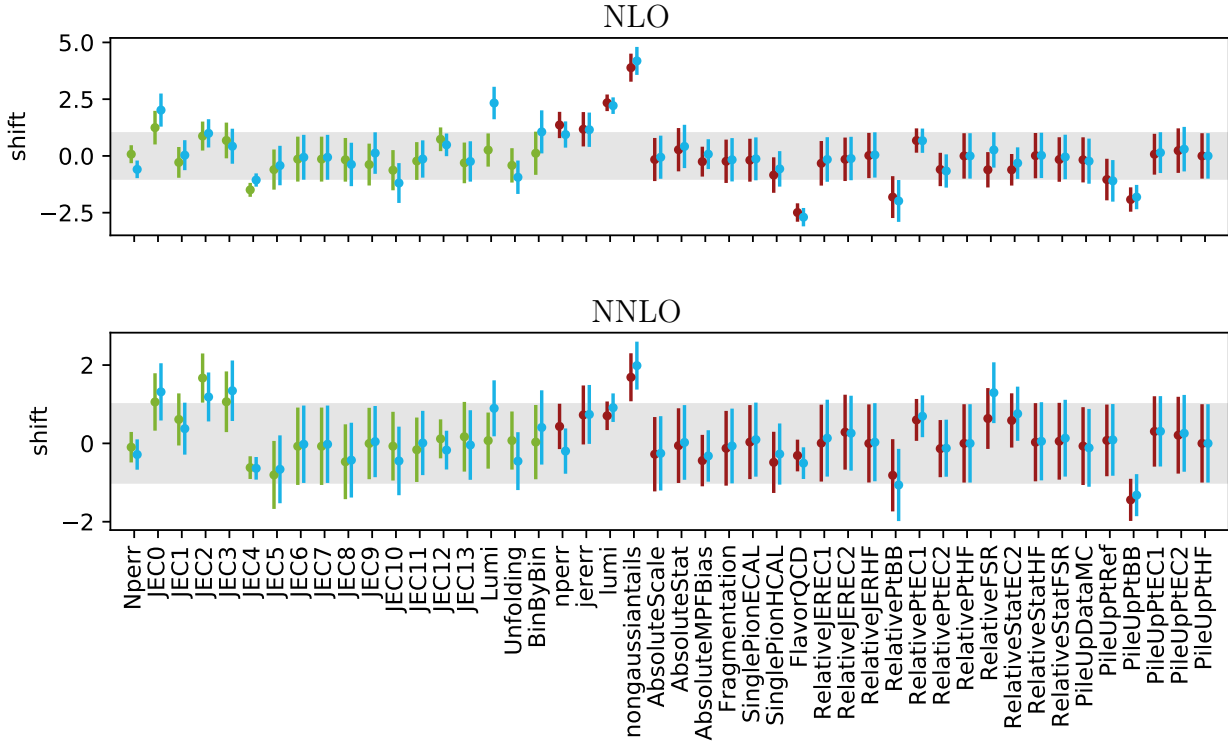 NLO
5.0
2.5
0.0
−2.5
shift
NNLO
2
0
−2
shift
Nperr
JEC0
JEC1
JEC2
JEC3
JEC4
JEC5
JEC6
JEC7
JEC8
JEC9
JEC10
JEC11
JEC12
JEC13
Lumi
Unfolding
BinByBin
nperr
jererr
lumi
nongaussiantails
AbsoluteScale
AbsoluteStat
AbsoluteMPFBias
Fragmentation
SinglePionECAL
SinglePionHCAL
FlavorQCD
RelativeJEREC1
RelativeJEREC2
RelativeJERHF
RelativePtBB
RelativePtEC1
RelativePtEC2
RelativePtHF
RelativeFSR
RelativeStatEC2
RelativeStatHF
RelativeStatFSR
PileUpDataMC
PileUpPtRef
PileUpPtBB
PileUpPtEC1
PileUpPtEC2
PileUpPtHF